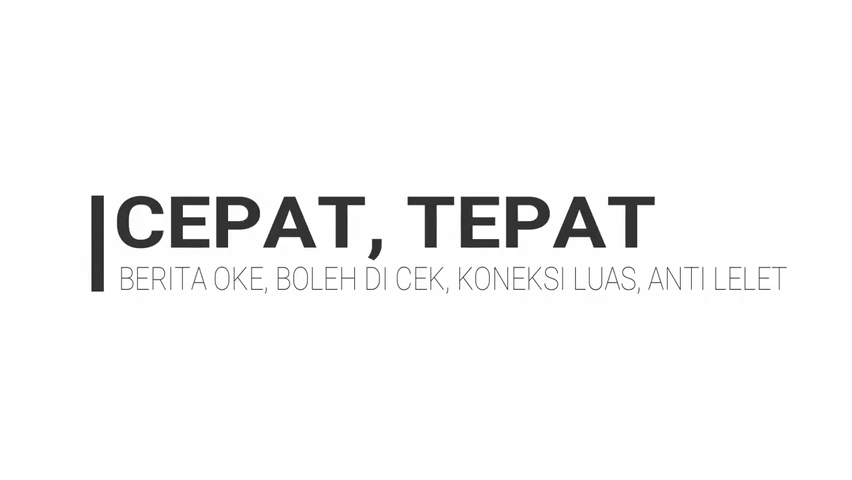 CEPAT, TEPAT
BERITA OKE, BOLEH DI CEK, KONEKSI LUAS, ANTI LELET